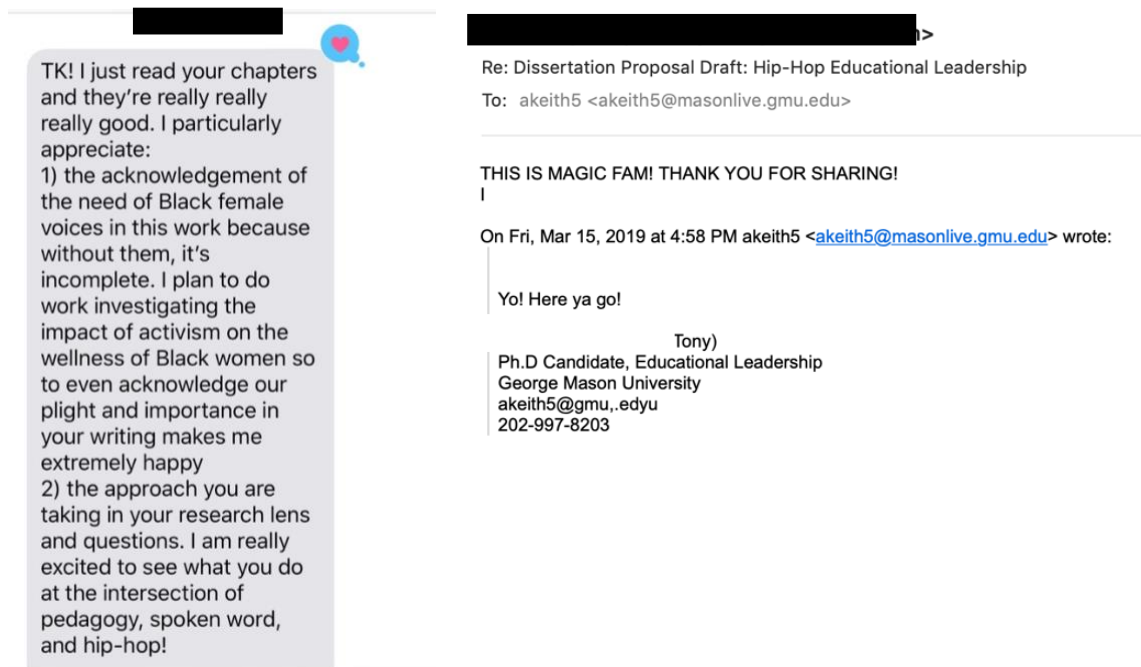 TK! I just read your chapters
and they're really really
really good. I particularly
appreciate:
1) the acknowledgement of
the need of Black female
voices in this work because
without them, it's
incomplete. I plan to do
work investigating the
impact of activism on the
wellness of Black women so
to even acknowledge our
plight and importance in
your writing makes me
extremely happy
2) the approach you are
taking in your research lens
and questions. I am really
excited to see what you do
at the intersection of
pedagogy, spoken word,
and hip-hop!
>
Re: Dissertation Proposal Draft: Hip-Hop Educational Leadership
To: akeith5 <akeith5@masonlive.gmu.edu>
THIS IS MAGIC FAM! THANK YOU FOR SHARING!
I
On Fri, Mar 15, 2019 at 4:58 PM akeith5 <akeith5@masonlive.gmu.edu> wrote:
Yo! Here ya go!
Tony)
Ph.D Candidate, Educational Leadership
George Mason University
akeith5@gmu,.edyu
202-997-8203